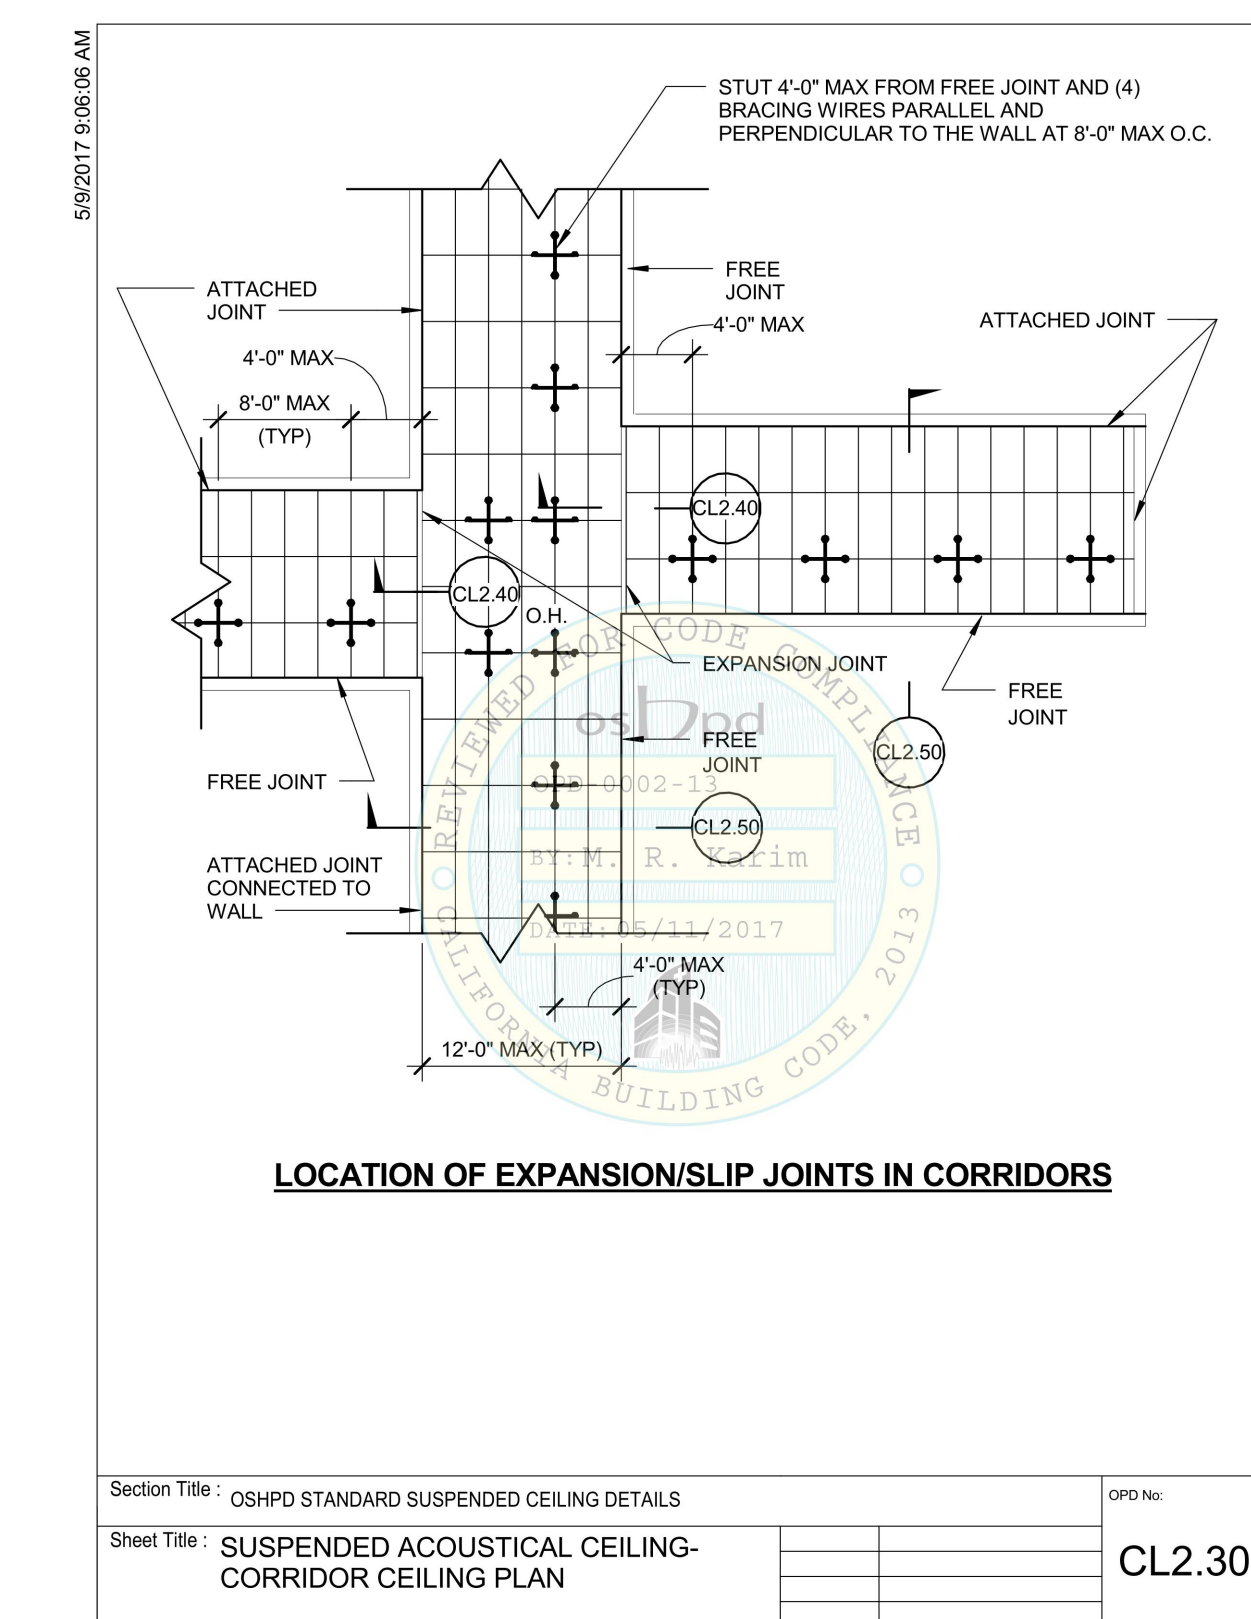 5/9/2017 9:06:06 AM
STUT 4'-0" MAX FROM FREE JOINT AND (4)
BRACING WIRES PARALLEL AND
PERPENDICULAR TO THE WALL AT 8'-0" MAX O.C.
ATTACHED
JOINT
FREE
JOINT
4'-0" MAX
ATTACHED JOINT
4'-0" MAX
8'-0" MAX
(TYP)
CL2.40
CL2.40
O.H.
EXPANSION JOINT
FREE
JOINT
FREE
JOINT
CL2.50
FREE JOINT
CL2.50
ATTACHED JOINT
CONNECTED TO
WALL
4'-0" MAX
(TYP)
12'-0" MAX (TYP)
REVIEWED FOR CODE COMPLIANCE
oshpd
OPD-0002-13
BY: M. R. Karim
DATE: 05/11/2017
CALIFORNIA BUILDING CODE, 2013
LOCATION OF EXPANSION/SLIP JOINTS IN CORRIDORS
Section Title : OSHPD STANDARD SUSPENDED CEILING DETAILS
OPD No:
Sheet Title : SUSPENDED ACOUSTICAL CEILING-
CORRIDOR CEILING PLAN
CL2.30